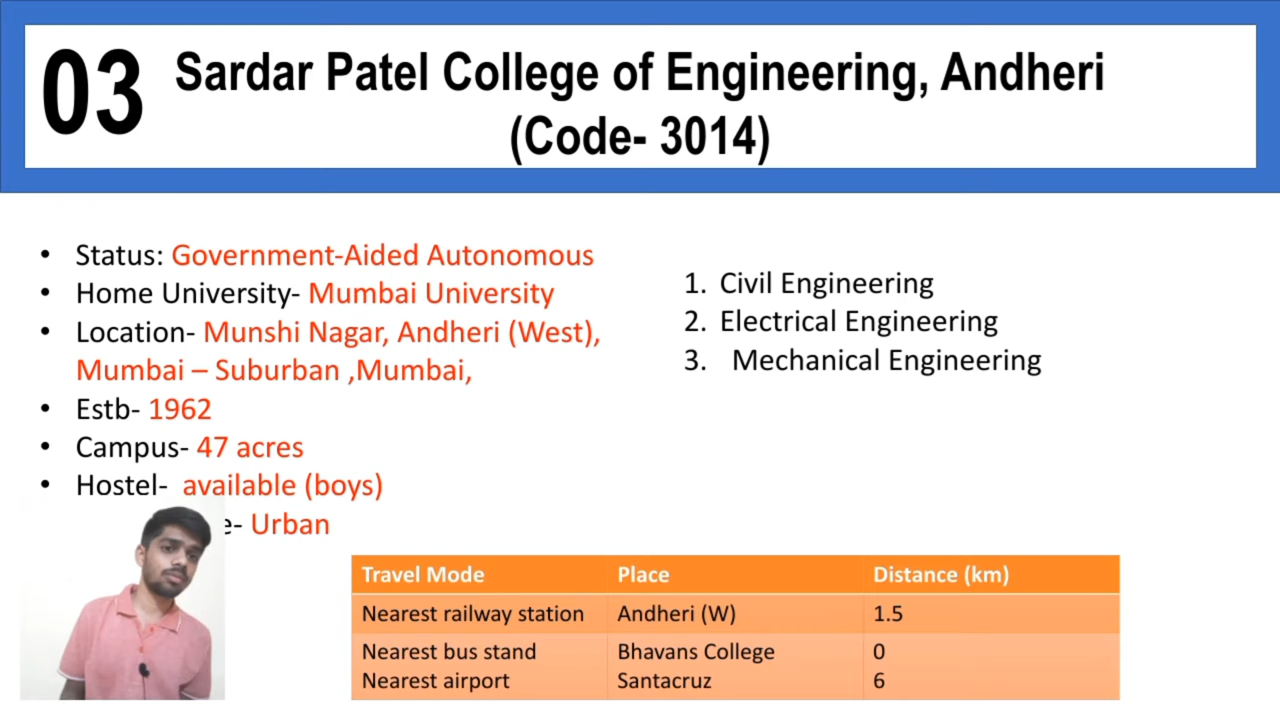 03
Sardar Patel College of Engineering, Andheri
(Code- 3014)
• Status: Government-Aided Autonomous
• Home University- Mumbai University
• Location- Munshi Nagar, Andheri (West),
Mumbai – Suburban ,Mumbai,
• Estb- 1962
• Campus- 47 acres
• Hostel- available (boys)
e- Urban
1. Civil Engineering
2. Electrical Engineering
3. Mechanical Engineering
Travel Mode Place Distance (km)
Nearest railway station Andheri (W) 1.5
Nearest bus stand Bhavans College 0
Nearest airport Santacruz 6